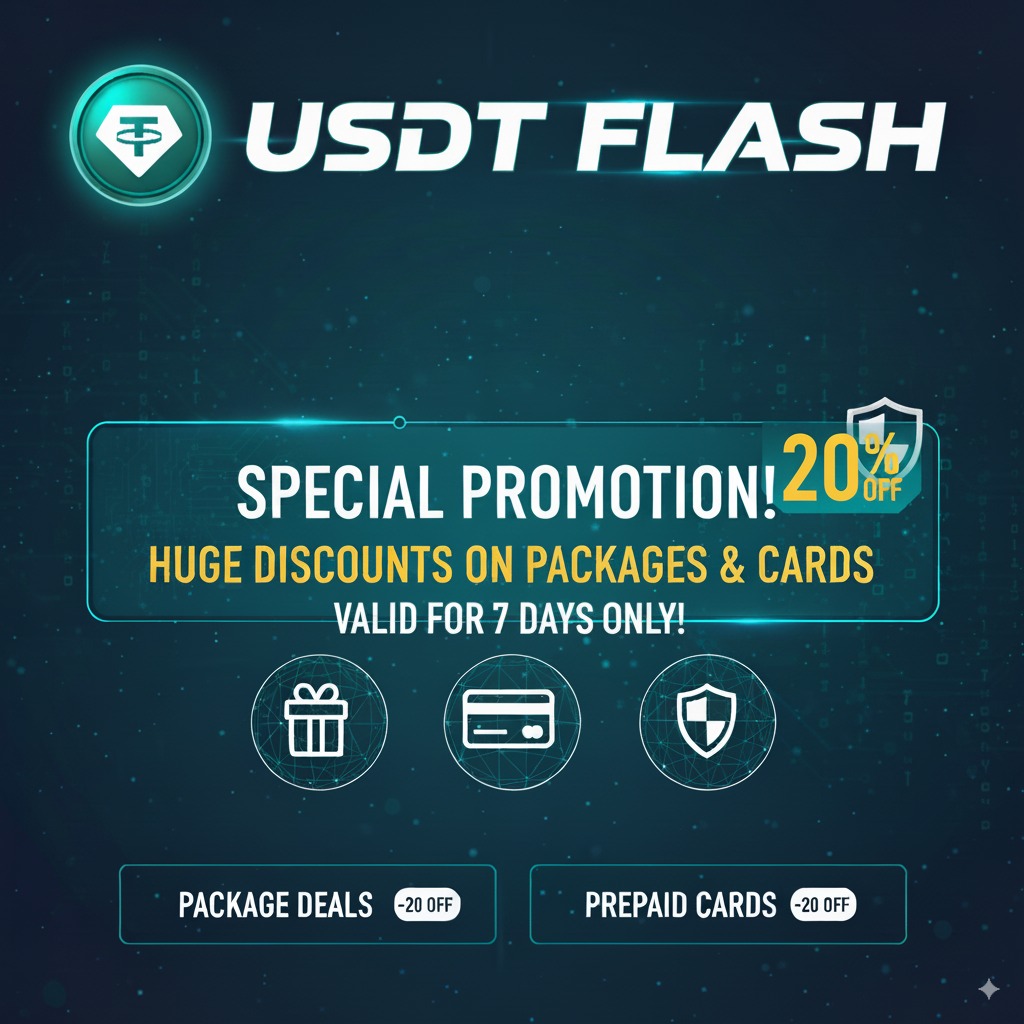 USDT FLASH
SPECIAL PROMOTION!
20% OFF
HUGE DISCOUNTS ON PACKAGES & CARDS
VALID FOR 7 DAYS ONLY!
PACKAGE DEALS -20 OFF
PREPAID CARDS -20 OFF